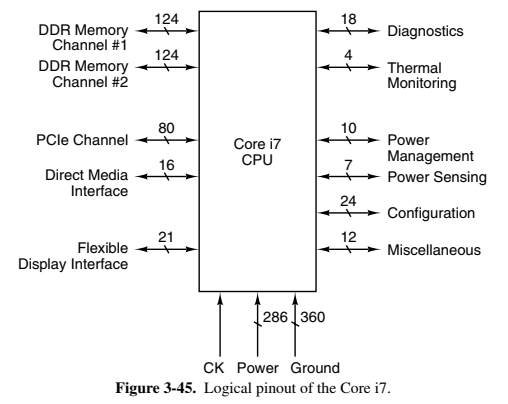 124
DDR Memory
Channel #1
124
DDR Memory
Channel #2
80
PCIe Channel
16
Direct Media
Interface
21
Flexible
Display Interface
Core i7
CPU
18
Diagnostics
4
Thermal
Monitoring
10
Power
Management
7
Power Sensing
24
Configuration
12
Miscellaneous
286 360
CK Power Ground
Figure 3-45. Logical pinout of the Core i7.